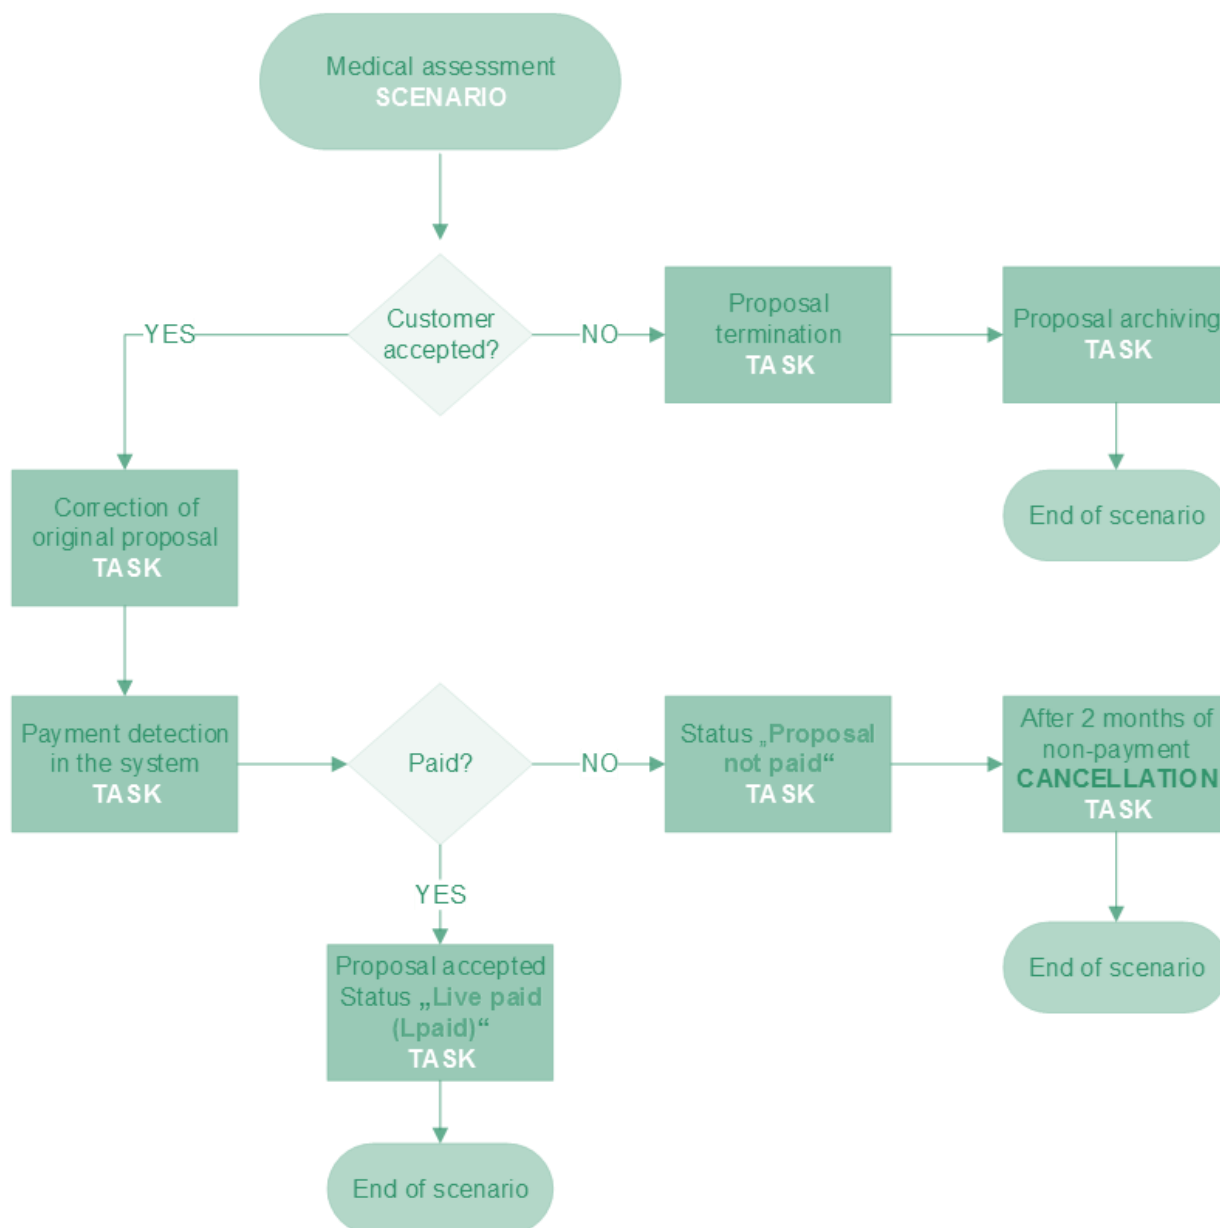 Medical assessment
SCENARIO
Customer
accepted?
YES
NO
Proposal
termination
TASK
Proposal archiving
TASK
End of scenario
Correction of
original proposal
TASK
Payment detection
in the system
TASK
Paid?
NO
Status „Proposal
not paid“
TASK
After 2 months of
non-payment
CANCELLATION
TASK
End of scenario
YES
Proposal accepted
Status „Live paid
(Lpaid)“
TASK
End of scenario